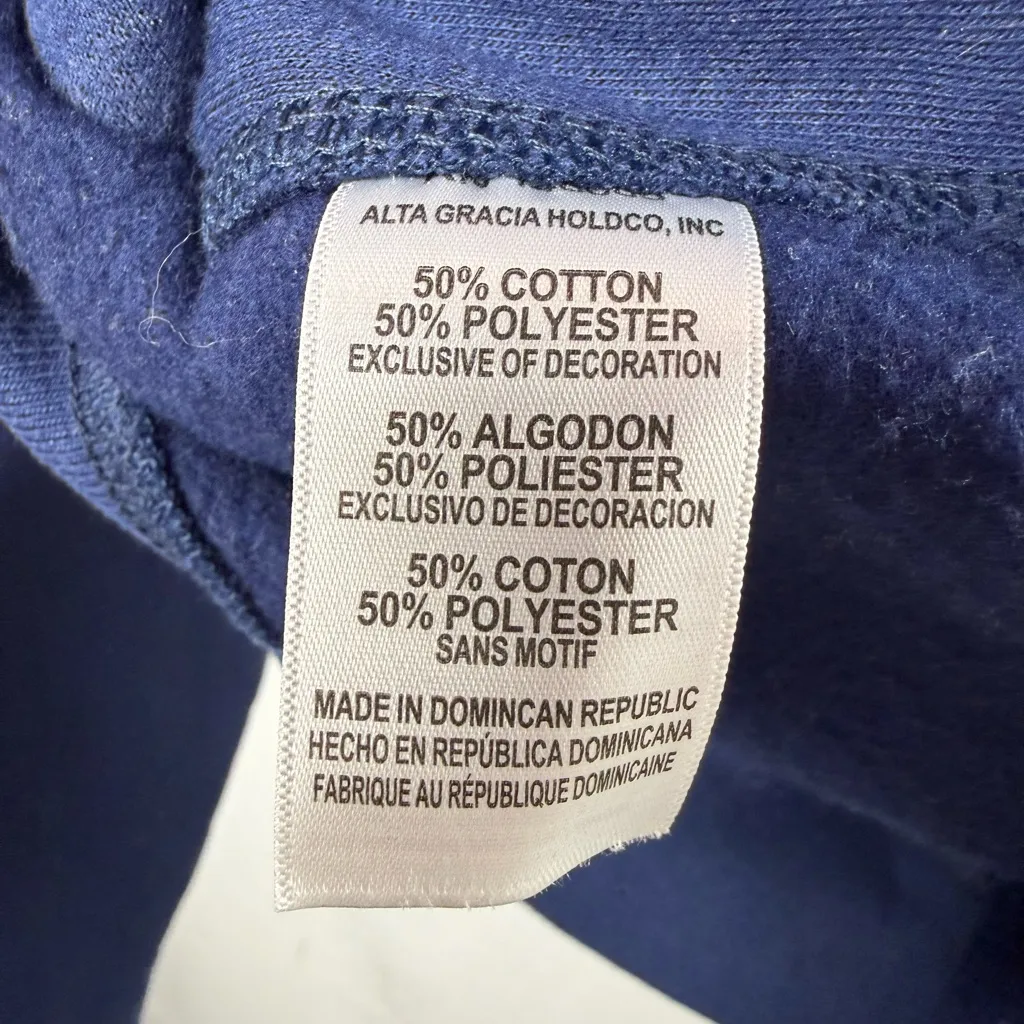 ALTA GRACIA HOLDCO, INC
50% COTTON
50% POLYESTER
EXCLUSIVE OF DECORATION
50% ALGODON
50% POLIESTER
EXCLUSIVO DE DECORACION
50% COTON
50% POLYESTER
SANS MOTIF
MADE IN DOMINCAN REPUBLIC
HECHO EN REPÚBLICA DOMINICANA
FABRIQUE AU RÉPUBLIQUE DOMINICAINE